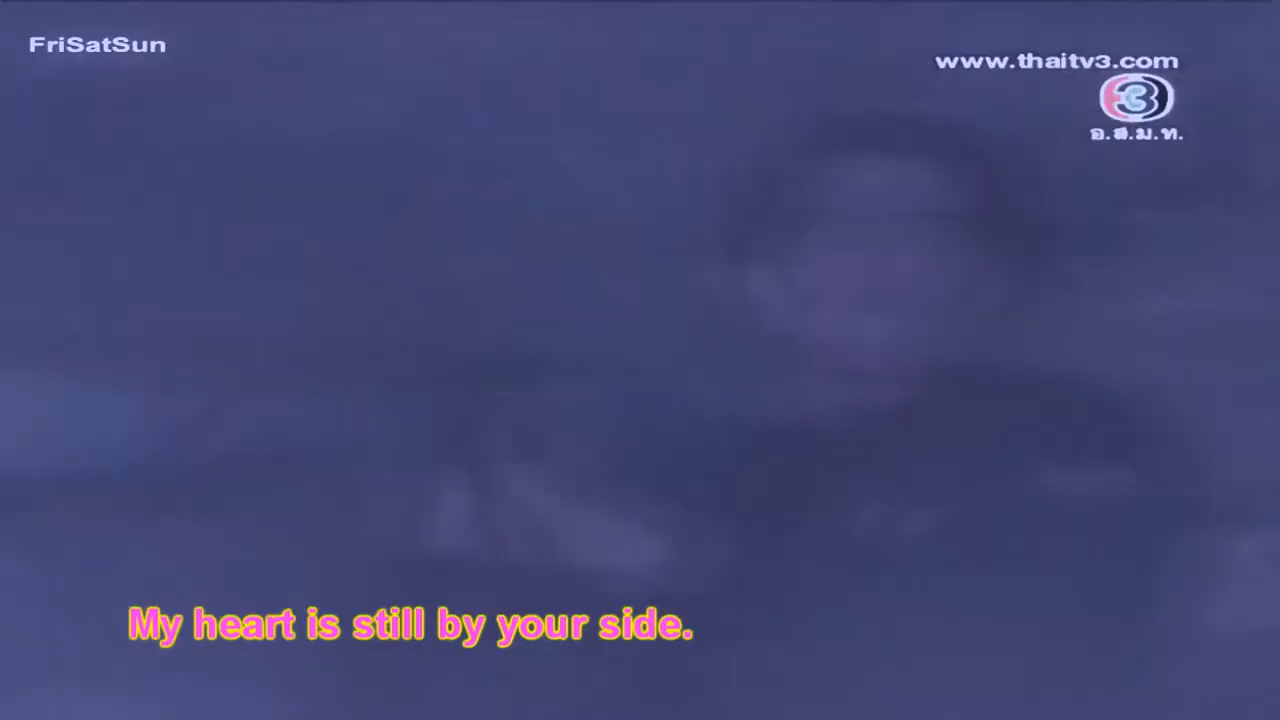 FriSatSun
www.thaitv3.com
3
อ.ส.ม.ท.
My heart is still by your side.